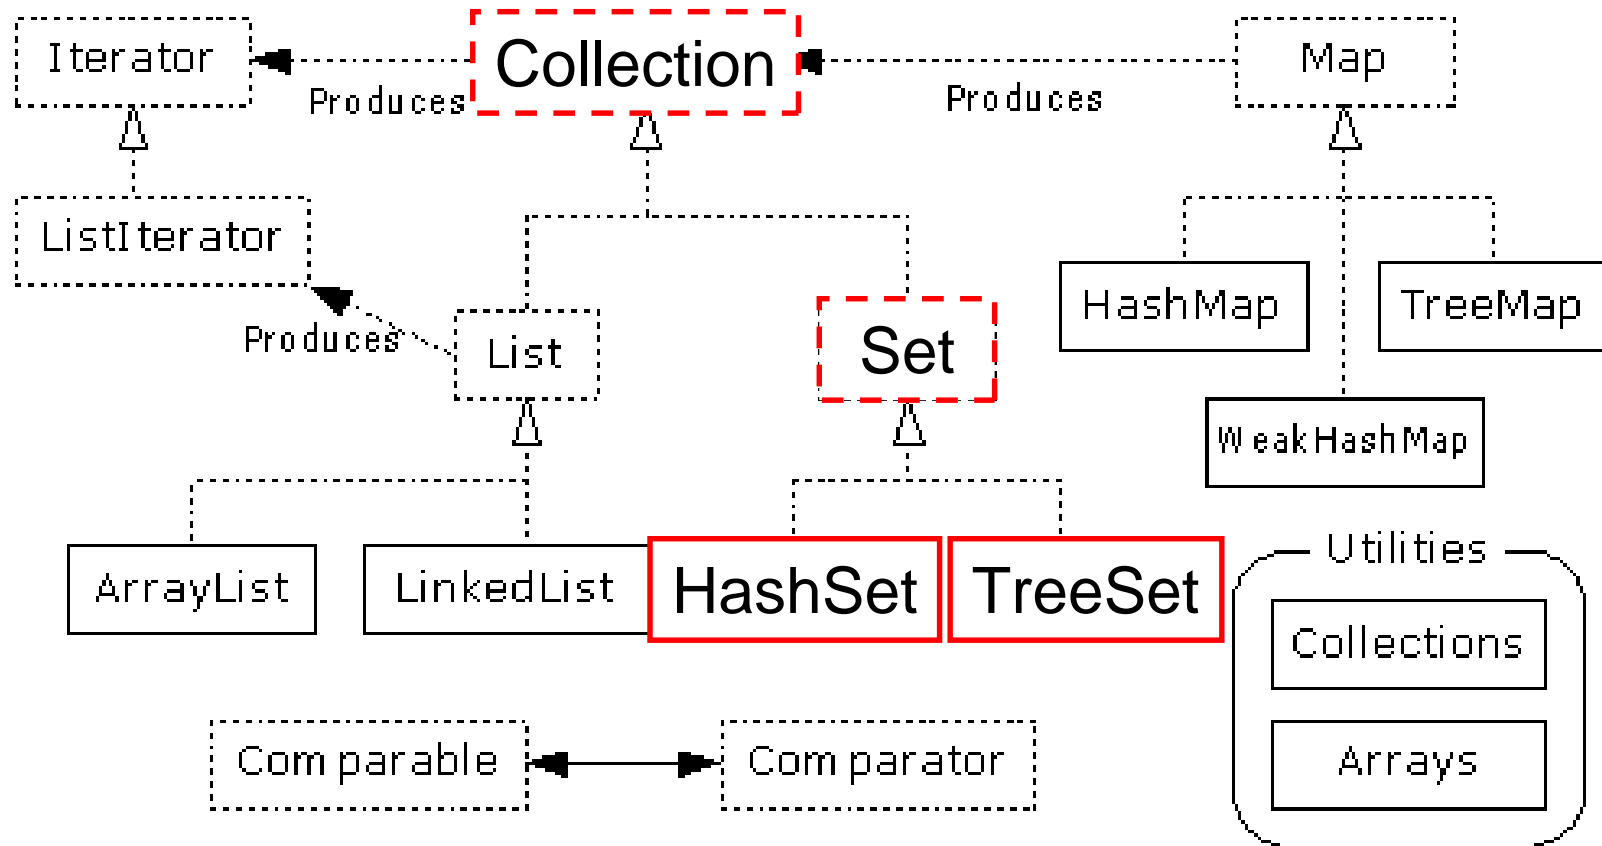 Iterator
Collection
Map
Produces
Produces
ListIterator
HashMap
TreeMap
Produces
List
Set
WeakHashMap
ArrayList
LinkedList
HashSet
TreeSet
Utilities
Collections
Comparable
Comparator
Arrays